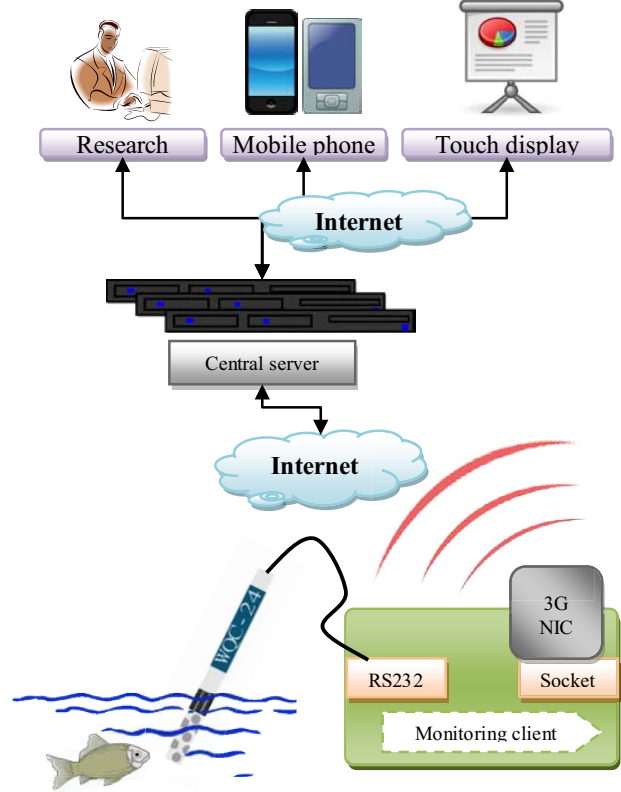 Research
Mobile phone
Touch display
Internet
Central server
Internet
WQC-24
3G
NIC
RS232
Socket
Monitoring client